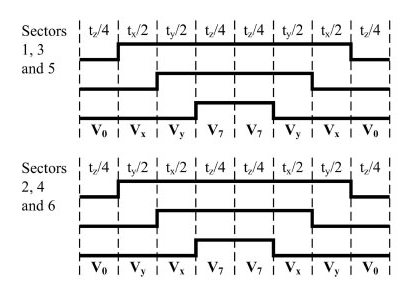 Sectors 1, 3 and 5
t_z/4 t_x/2 t_y/2 t_z/4 t_z/4 t_y/2 t_x/2 t_z/4
V_0 V_x V_y V_7 V_7 V_y V_x V_0
Sectors 2, 4 and 6
t_z/4 t_y/2 t_x/2 t_z/4 t_z/4 t_x/2 t_y/2 t_z/4
V_0 V_y V_x V_7 V_7 V_x V_y V_0